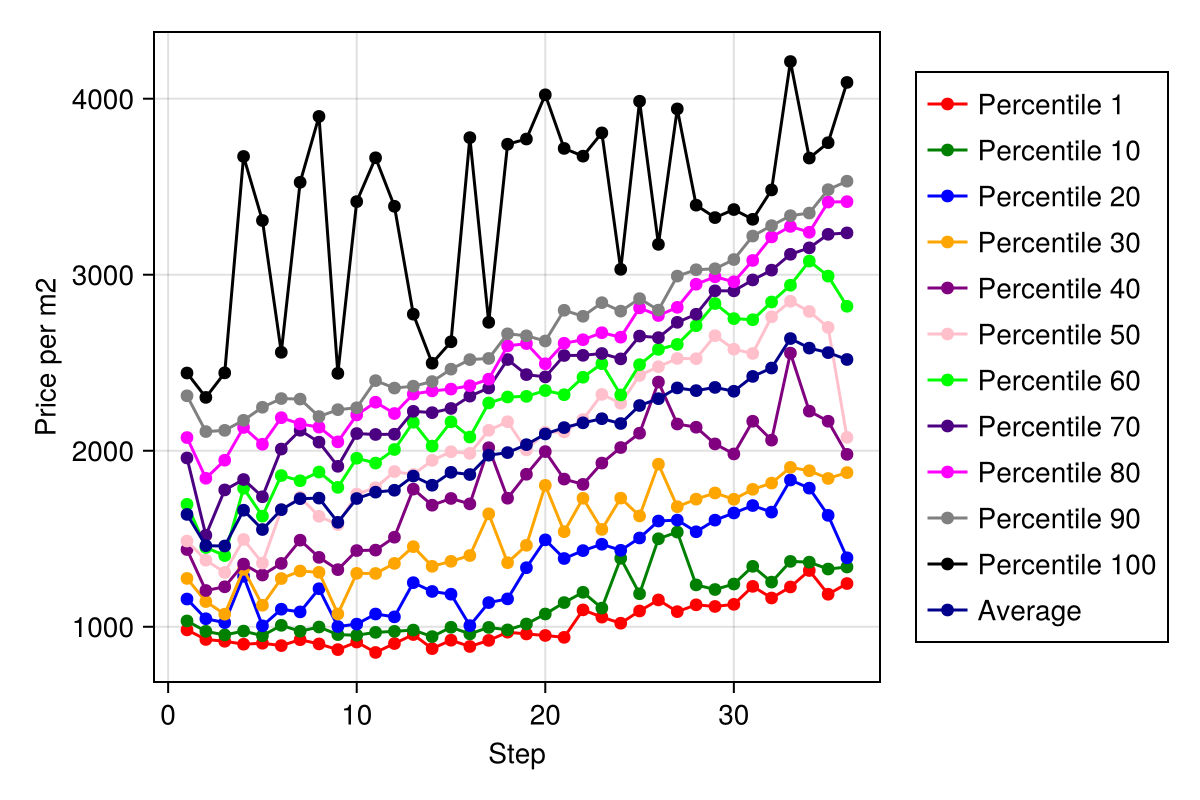 4000
3000
2000
1000
Price per m2
0 10 20 30
Step
Percentile 1
Percentile 10
Percentile 20
Percentile 30
Percentile 40
Percentile 50
Percentile 60
Percentile 70
Percentile 80
Percentile 90
Percentile 100
Average